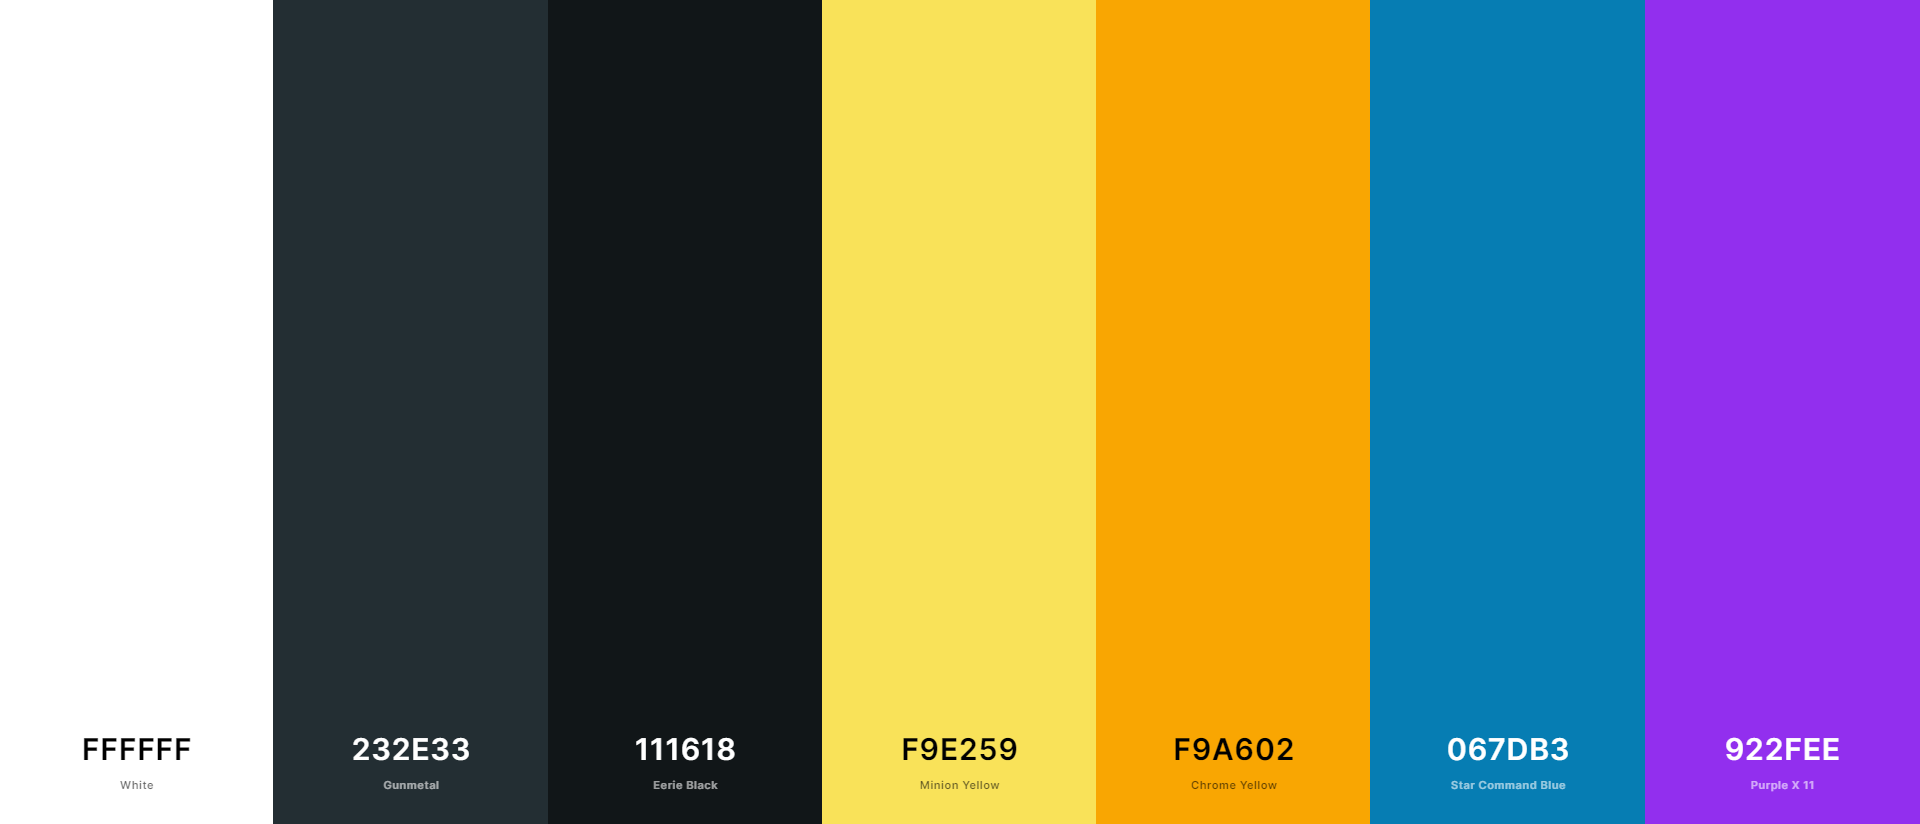 FFFFFF
White
232E33
Gunmetal
111618
Eerie Black
F9E259
Minion Yellow
F9A602
Chrome Yellow
067DB3
Star Command Blue
922FEE
Purple X 11